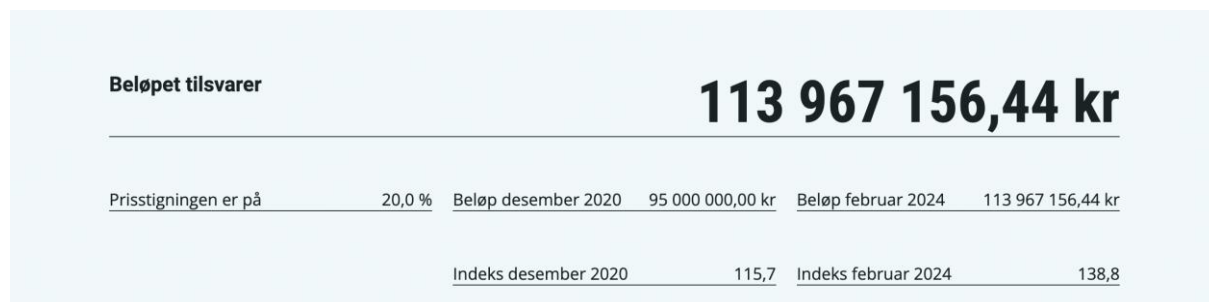 Beløpet tilsvarer 113 967 156,44 kr
Prisstigningen er på 20,0 % Beløp desember 2020 95 000 000,00 kr Beløp februar 2024 113 967 156,44 kr
Indeks desember 2020 115,7 Indeks februar 2024 138,8